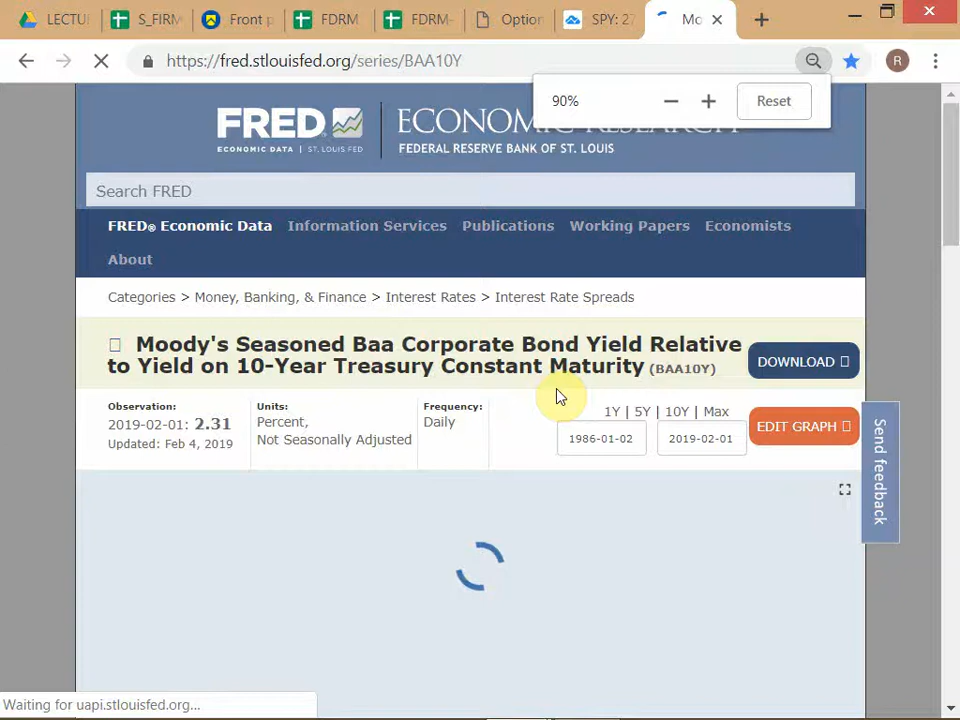 LECTU
S_FIRM
Front p
FDRM
FDRM-
Option
SPY: 27
Mo
https://fred.stlouisfed.org/series/BAA10Y
R
90%
Reset
FRED
ECONOMIC DATA | ST. LOUIS FED
ECONOMIC RESEARCH
FEDERAL RESERVE BANK OF ST. LOUIS
Search FRED
FRED® Economic Data Information Services Publications Working Papers Economists
About
Categories > Money, Banking, & Finance > Interest Rates > Interest Rate Spreads
Moody's Seasoned Baa Corporate Bond Yield Relative
to Yield on 10-Year Treasury Constant Maturity (BAA10Y)
DOWNLOAD
Observation:
2019-02-01: 2.31
Updated: Feb 4, 2019
Units:
Percent,
Not Seasonally Adjusted
Frequency:
Daily
1Y | 5Y | 10Y | Max
1986-01-02
2019-02-01
EDIT GRAPH
Send feedback
Waiting for uapi.stlouisfed.org...